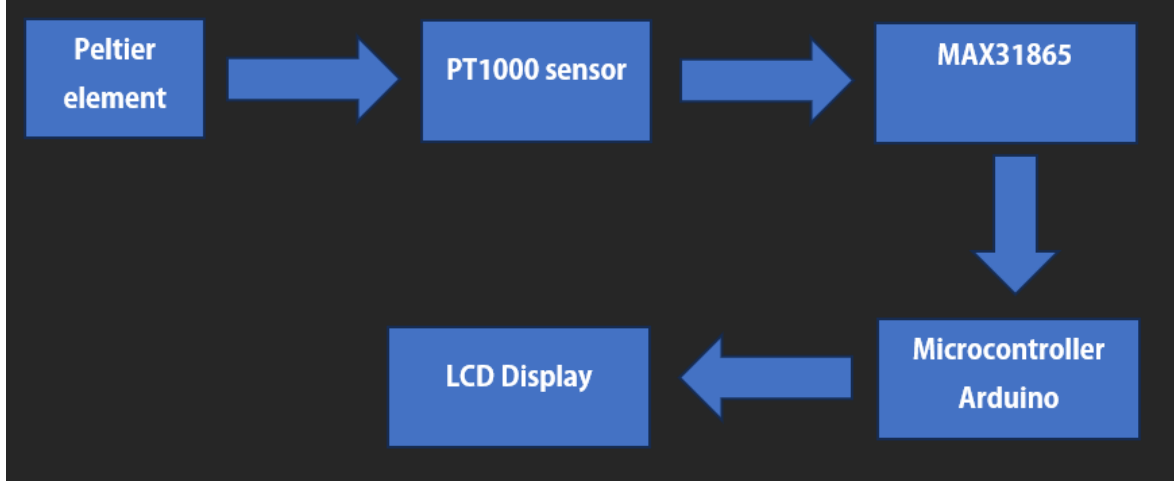 Peltier
element
PT1000 sensor
MAX31865
Microcontroller
Arduino
LCD Display